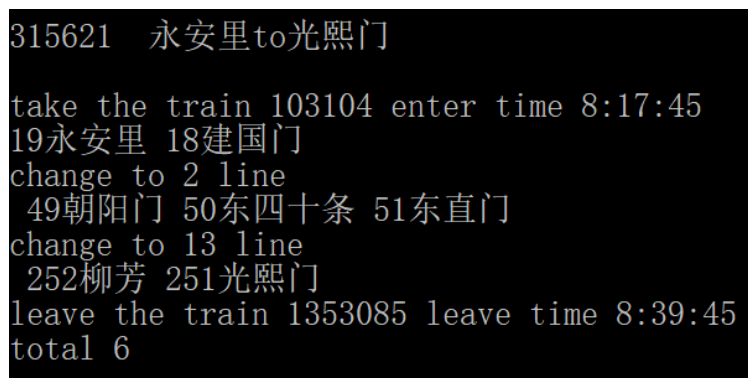 315621  永安里to光熙门
take the train 103104 enter time 8:17:45
19永安里 18建国门
change to 2 line
 49朝阳门 50东四十条 51东直门
change to 13 line
 252柳芳 251光熙门
leave the train 1353085 leave time 8:39:45
total 6